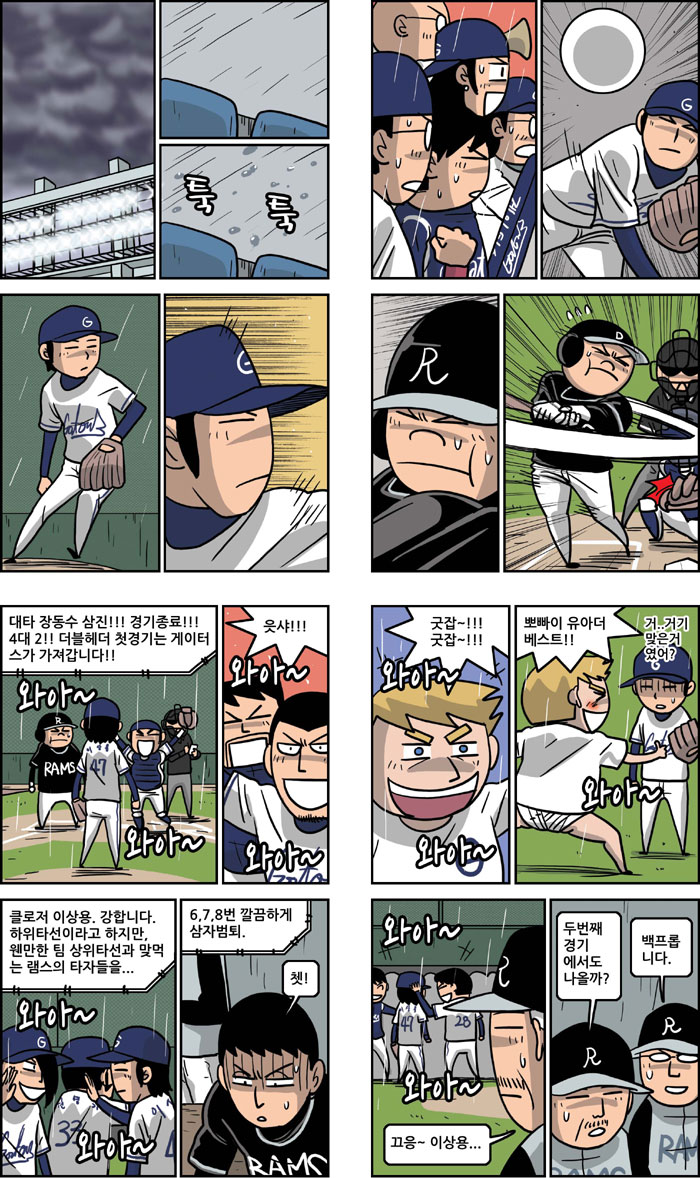 툭
툭
G
G
G
G
R
D
대타 장동수 삼진!!! 경기종료!!!
4대 2!! 더블헤더 첫경기는 게이터
스가 가져갑니다!!
와아~
R
RAMS
47
와아~
읏샤!!!
와아~
와아~
굿잡~!!!
굿잡~!!!
와아~
와아~
뽀빠이 유아더
베스트!!
거..거기
맞은거
였어?
와아~
클로저 이상용. 강합니다.
하위타선이라고 하지만,
웬만한 팀 상위타선과 맞먹
는 램스의 타자들을...
와아~
G
G
33
와아~
6,7,8번 깔끔하게
삼자범퇴.
쳇!
RAMS
와아~
47
28
와아~
R
끄응~ 이상용...
두번째
경기
에서도
나올까?
백프롭
니다.
R
R